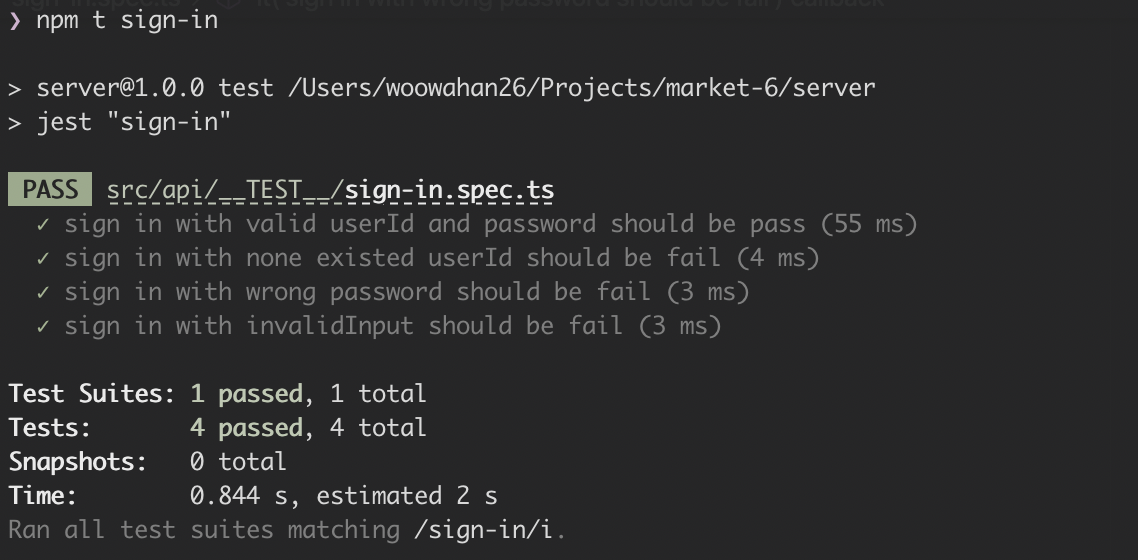 ❯ npm t sign-in
> server@1.0.0 test /Users/woowahan26/Projects/market-6/server
> jest "sign-in"
PASS src/api/__TEST__/sign-in.spec.ts
✓ sign in with valid userId and password should be pass (55 ms)
✓ sign in with none existed userId should be fail (4 ms)
✓ sign in with wrong password should be fail (3 ms)
✓ sign in with invalidInput should be fail (3 ms)
Test Suites: 1 passed, 1 total
Tests: 4 passed, 4 total
Snapshots: 0 total
Time: 0.844 s, estimated 2 s
Ran all test suites matching /sign-in/i.